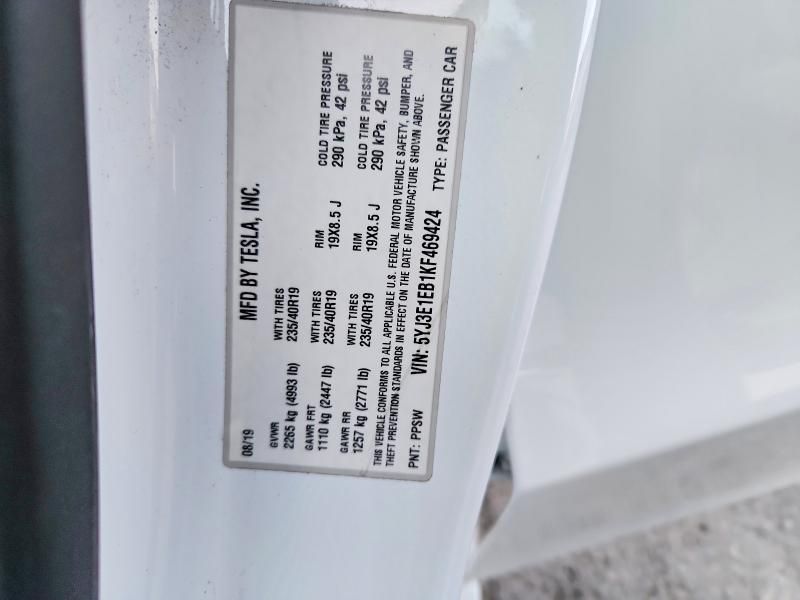 MFD BY TESLA, INC.
08/19
GVWR
2265 kg (4993 lb)
WITH TIRES
235/40R19
RIM
19X8.5 J
COLD TIRE PRESSURE
290 kPa, 42 psi
GAWR FRT
1110 kg (2447 lb)
WITH TIRES
235/40R19
RIM
19X8.5 J
COLD TIRE PRESSURE
290 kPa, 42 psi
GAWR RR
1257 kg (2771 lb)
WITH TIRES
235/40R19
THIS VEHICLE CONFORMS TO ALL APPLICABLE U.S. FEDERAL MOTOR VEHICLE SAFETY, BUMPER, AND
THEFT PREVENTION STANDARDS IN EFFECT ON THE DATE OF MANUFACTURE SHOWN ABOVE.
PNT: PPSW VIN: 5YJ3E1EB1KF469424 TYPE: PASSENGER CAR